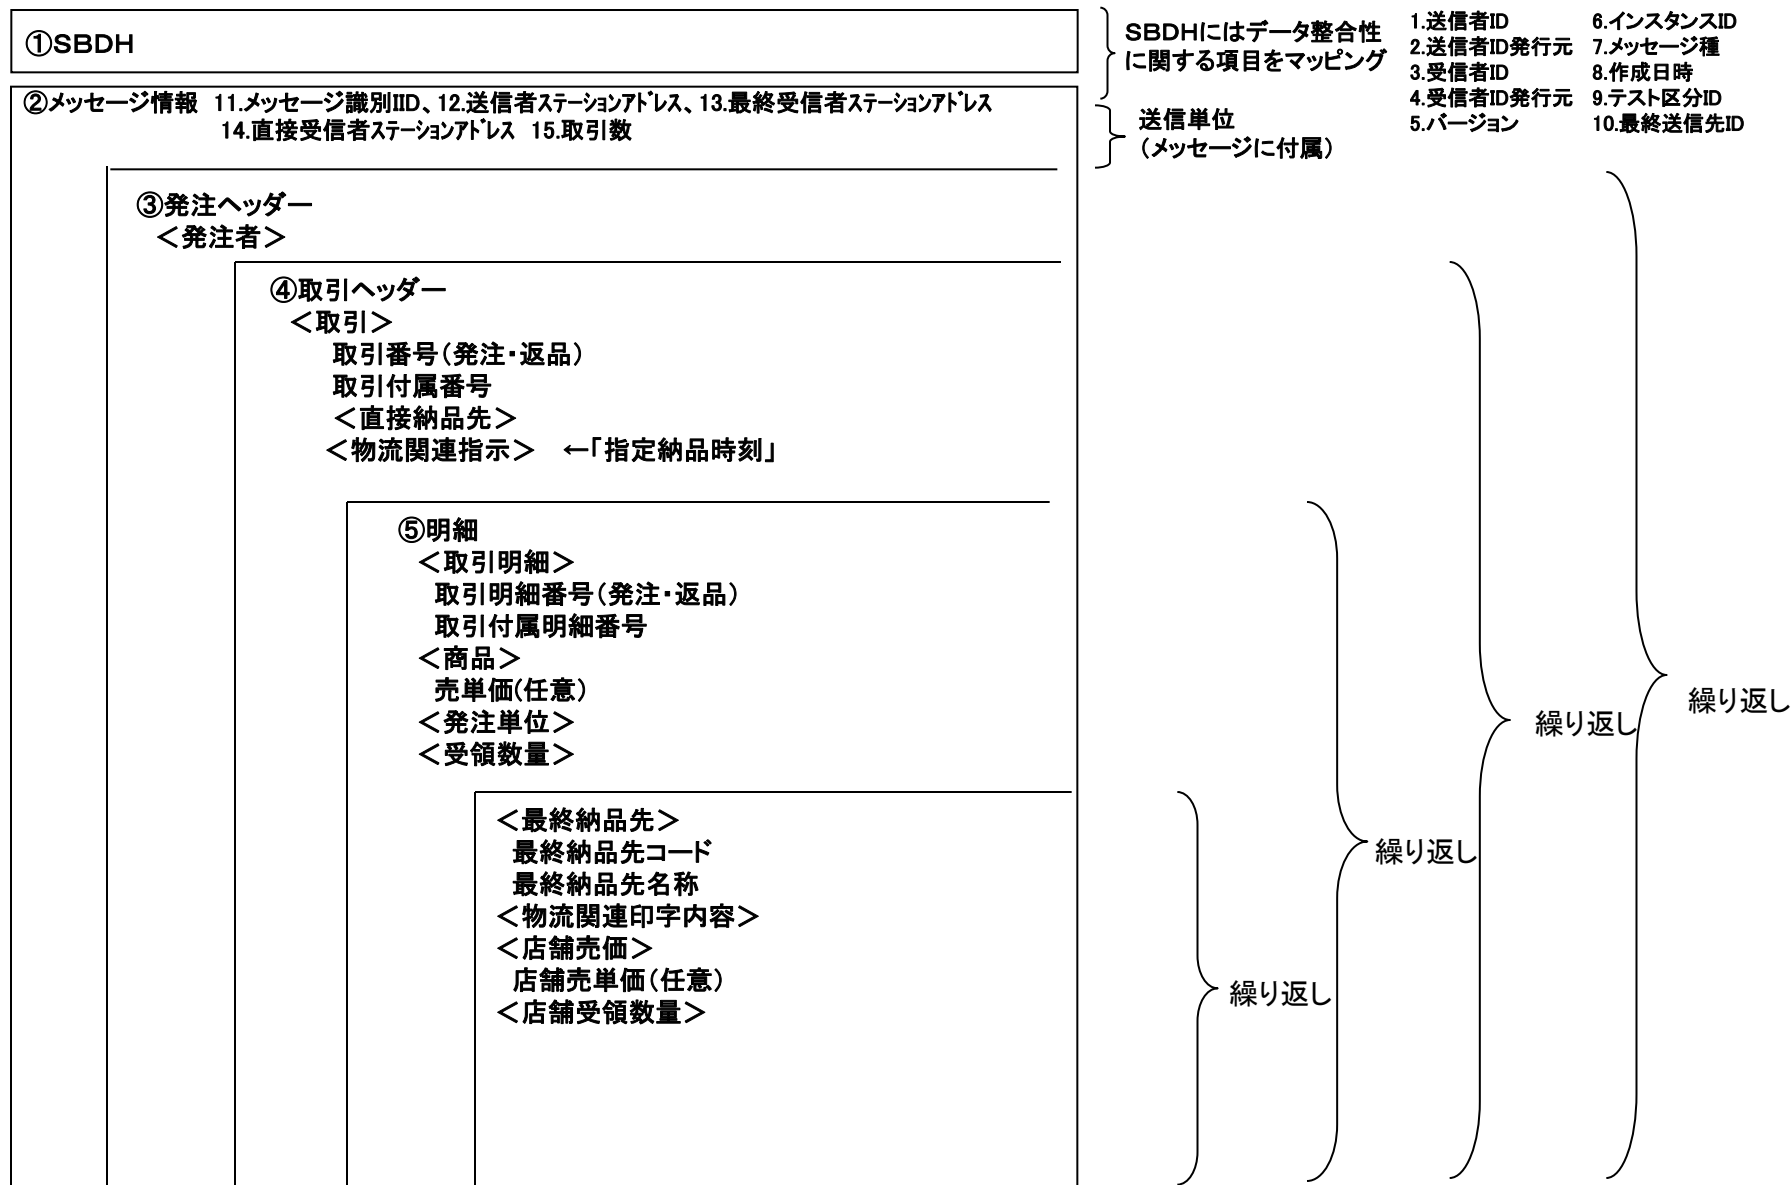 ①SBDH
SBDHにはデータ整合性
に関する項目をマッピング
1.送信者ID
2.送信者ID発行元
3.受信者ID
4.受信者ID発行元
5.バージョン
6.インスタンスID
7.メッセージ種
8.作成日時
9.テスト区分ID
10.最終送信先ID
②メッセージ情報 11.メッセージ識別IID、12.送信者ステーションアドレス、13.最終受信者ステーションアドレス
14.直接受信者ステーションアドレス 15.取引数
送信単位
（メッセージに付属）
③発注ヘッダー
＜発注者＞
④取引ヘッダー
＜取引＞
取引番号（発注・返品）
取引付属番号
＜直接納品先＞
＜物流関連指示＞ ←「指定納品時刻」
⑤明細
＜取引明細＞
取引明細番号（発注・返品）
取引付属明細番号
＜商品＞
売単価(任意）
＜発注単位＞
＜受領数量＞
＜最終納品先＞
最終納品先コード
最終納品先名称
＜物流関連印字内容＞
＜店舗売価＞
店舗売単価（任意）
＜店舗受領数量＞
繰り返し
繰り返し
繰り返し
繰り返し